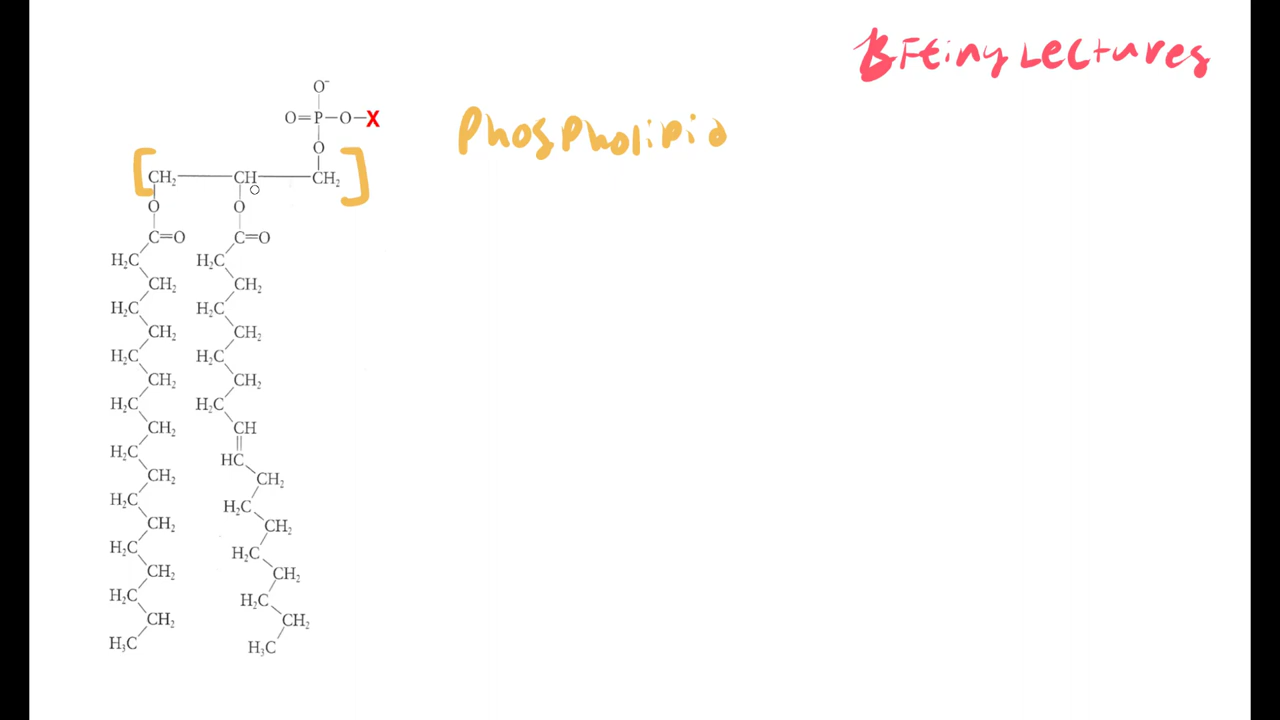 BFtiny Lectures
Phospholipid
O⁻
O=P–O–X
O
CH₂ CH CH₂
O O
C=O C=O
H₂C H₂C
CH₂ CH₂
H₂C H₂C
CH₂ CH₂
H₂C H₂C
CH₂ CH₂
H₂C H₂C
CH₂ CH
H₂C HC
CH₂ CH₂
H₂C H₂C
CH₂ CH₂
H₂C H₂C
CH₂ CH₂
H₂C H₂C
CH₂ CH₂
H₃C H₃C